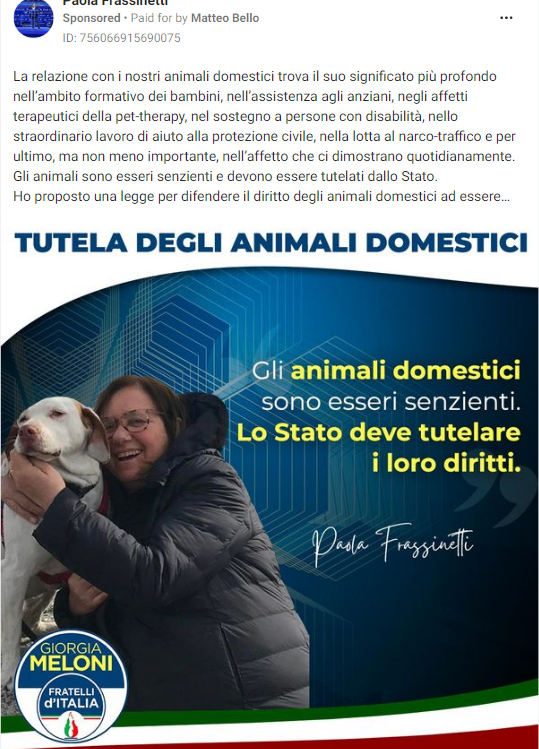 Paola Frassinetti
Sponsored • Paid for by Matteo Bello
ID: 756066915690075
La relazione con i nostri animali domestici trova il suo significato più profondo
nell'ambito formativo dei bambini, nell'assistenza agli anziani, negli affetti
terapeutici della pet-therapy, nel sostegno a persone con disabilità, nello
straordinario lavoro di aiuto alla protezione civile, nella lotta al narco-traffico e per
ultimo, ma non meno importante, nell'affetto che ci dimostrano quotidianamente.
Gli animali sono esseri senzienti e devono essere tutelati dallo Stato.
Ho proposto una legge per difendere il diritto degli animali domestici ad essere...
TUTELA DEGLI ANIMALI DOMESTICI
Gli animali domestici
sono esseri senzienti.
Lo Stato deve tutelare
i loro diritti.
Paola Frassinetti
GIORGIA
MELONI
FRATELLI
d'ITALIA